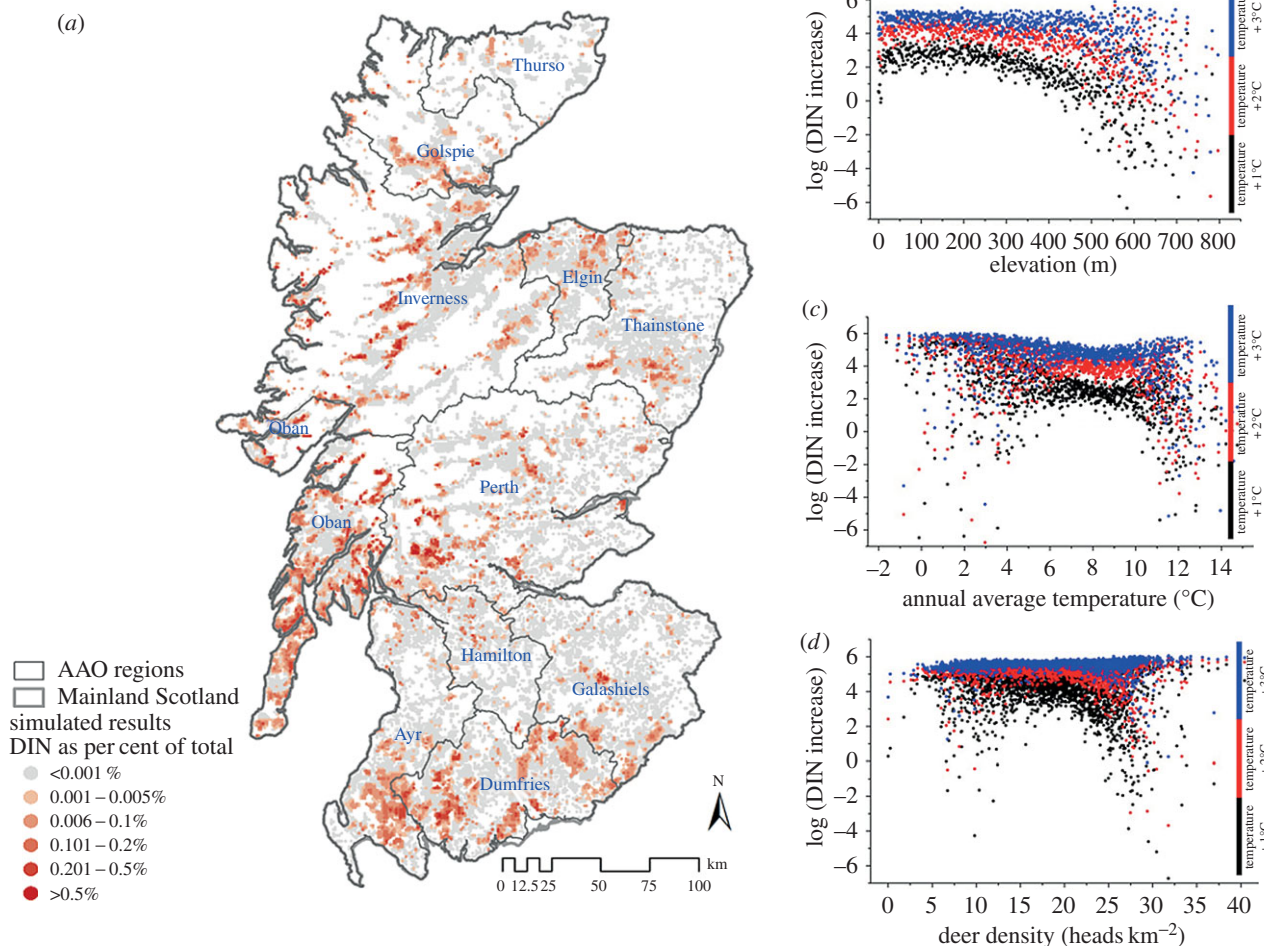 (a)
Thurso
Golspie
Elgin
Inverness
Thainstone
Oban
Perth
Oban
Hamilton
Galashiels
Ayr
Dumfries
N
km
0 12.5 25 50 75 100
AAO regions
Mainland Scotland
simulated results
DIN as per cent of total
<0.001 %
0.001 – 0.005%
0.006 – 0.1%
0.101 – 0.2%
0.201 – 0.5%
>0.5%
log (DIN increase)
6
4
2
0
−2
−4
−6
0 100 200 300 400 500 600 700 800
elevation (m)
temperature
+ 3°C
temperature
+ 2°C
temperature
+ 1°C
(c)
log (DIN increase)
6
4
2
0
−2
−4
−6
−2 0 2 4 6 8 10 12 14
annual average temperature (°C)
temperature
+ 3°C
temperature
+ 2°C
temperature
+ 1°C
(d)
log (DIN increase)
6
4
2
0
−2
−4
−6
0 5 10 15 20 25 30 35 40
deer density (heads km−2)
temperature
temperature
temperature